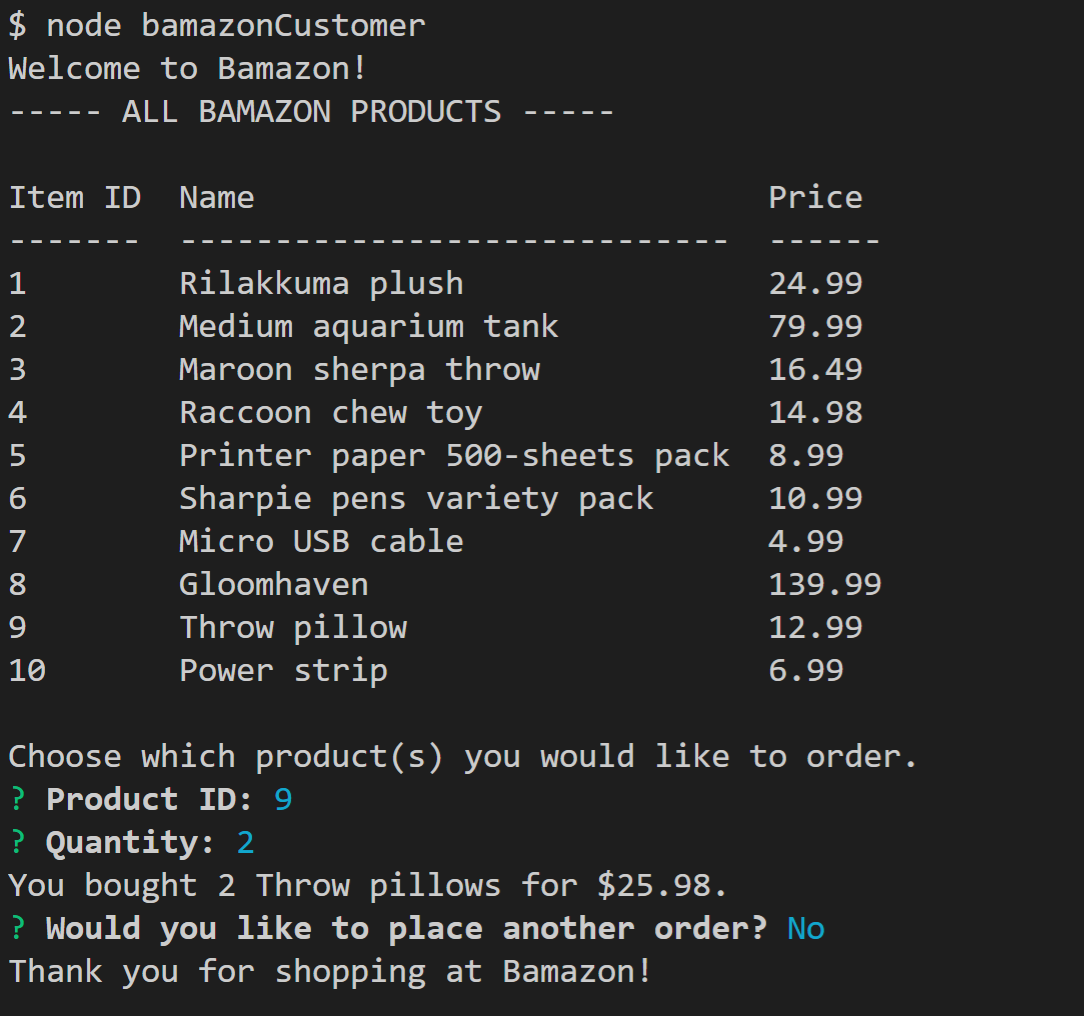 $ node bamazonCustomer
Welcome to Bamazon!
----- ALL BAMAZON PRODUCTS -----
Item ID  Name                           Price
-------  -----------------------------  ------
1        Rilakkuma plush                24.99
2        Medium aquarium tank           79.99
3        Maroon sherpa throw            16.49
4        Raccoon chew toy               14.98
5        Printer paper 500-sheets pack  8.99
6        Sharpie pens variety pack      10.99
7        Micro USB cable                4.99
8        Gloomhaven                     139.99
9        Throw pillow                   12.99
10       Power strip                    6.99
Choose which product(s) you would like to order.
? Product ID: 9
? Quantity: 2
You bought 2 Throw pillows for $25.98.
? Would you like to place another order? No
Thank you for shopping at Bamazon!